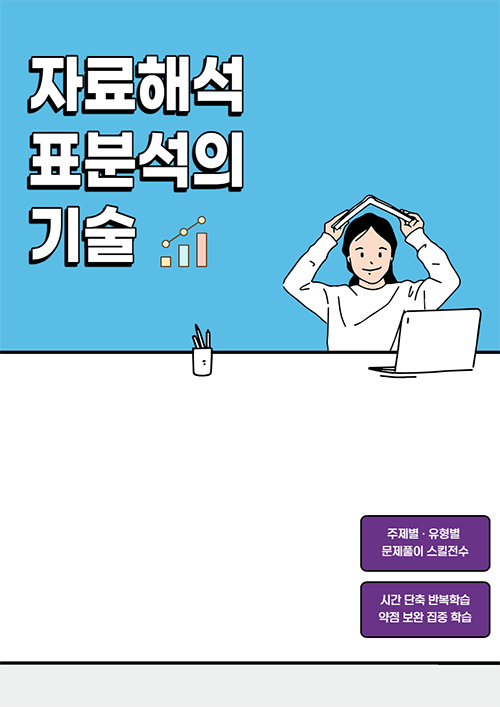 자료해석
표분석의
기술
주제별 · 유형별
문제풀이 스킬전수
시간 단축 반복학습
약점 보완 집중 학습